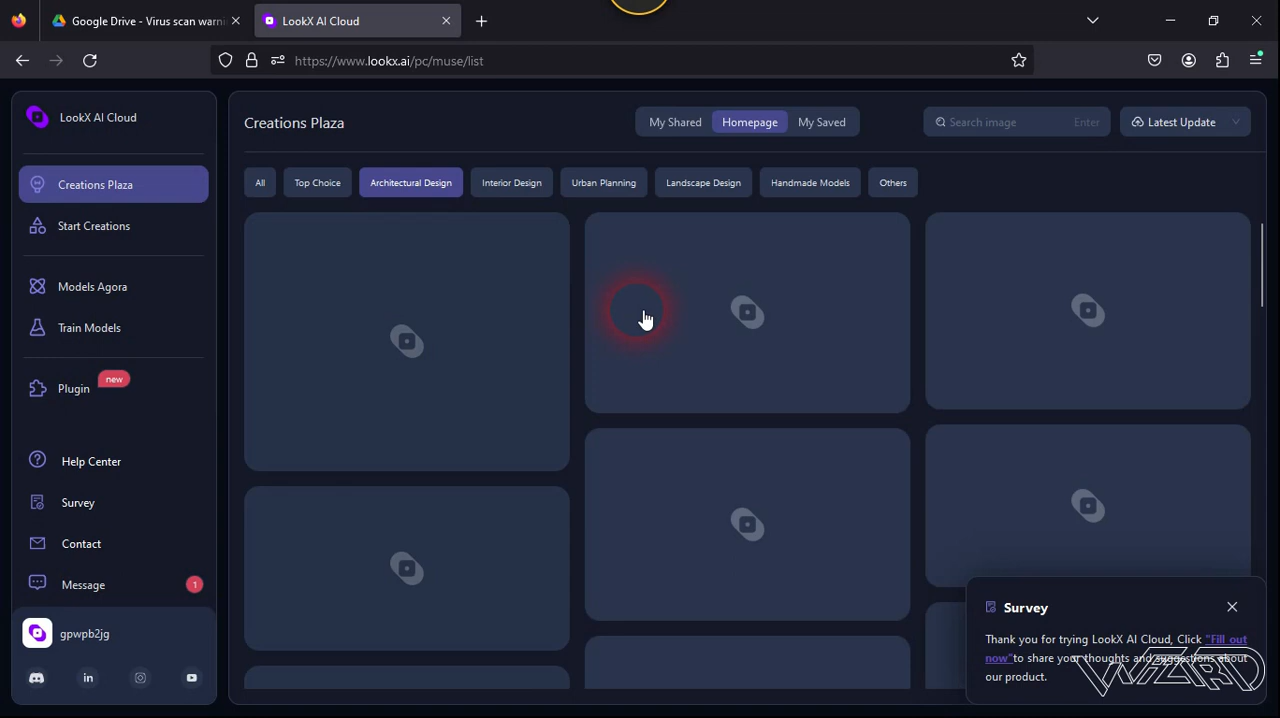 Google Drive - Virus scan warni
LookX AI Cloud
https://www.lookx.ai/pc/muse/list
LookX AI Cloud
Creations Plaza
Start Creations
Models Agora
Train Models
Plugin
new
Help Center
Survey
Contact
Message
1
gpwpb2jg
in
Creations Plaza
My Shared
Homepage
My Saved
Search image
Enter
Latest Update
All
Top Choice
Architectural Design
Interior Design
Urban Planning
Landscape Design
Handmade Models
Others
Survey
Thank you for trying LookX AI Cloud, Click "Fill out
now"to share your thoughts and suggestions about
our product.
WIZARD